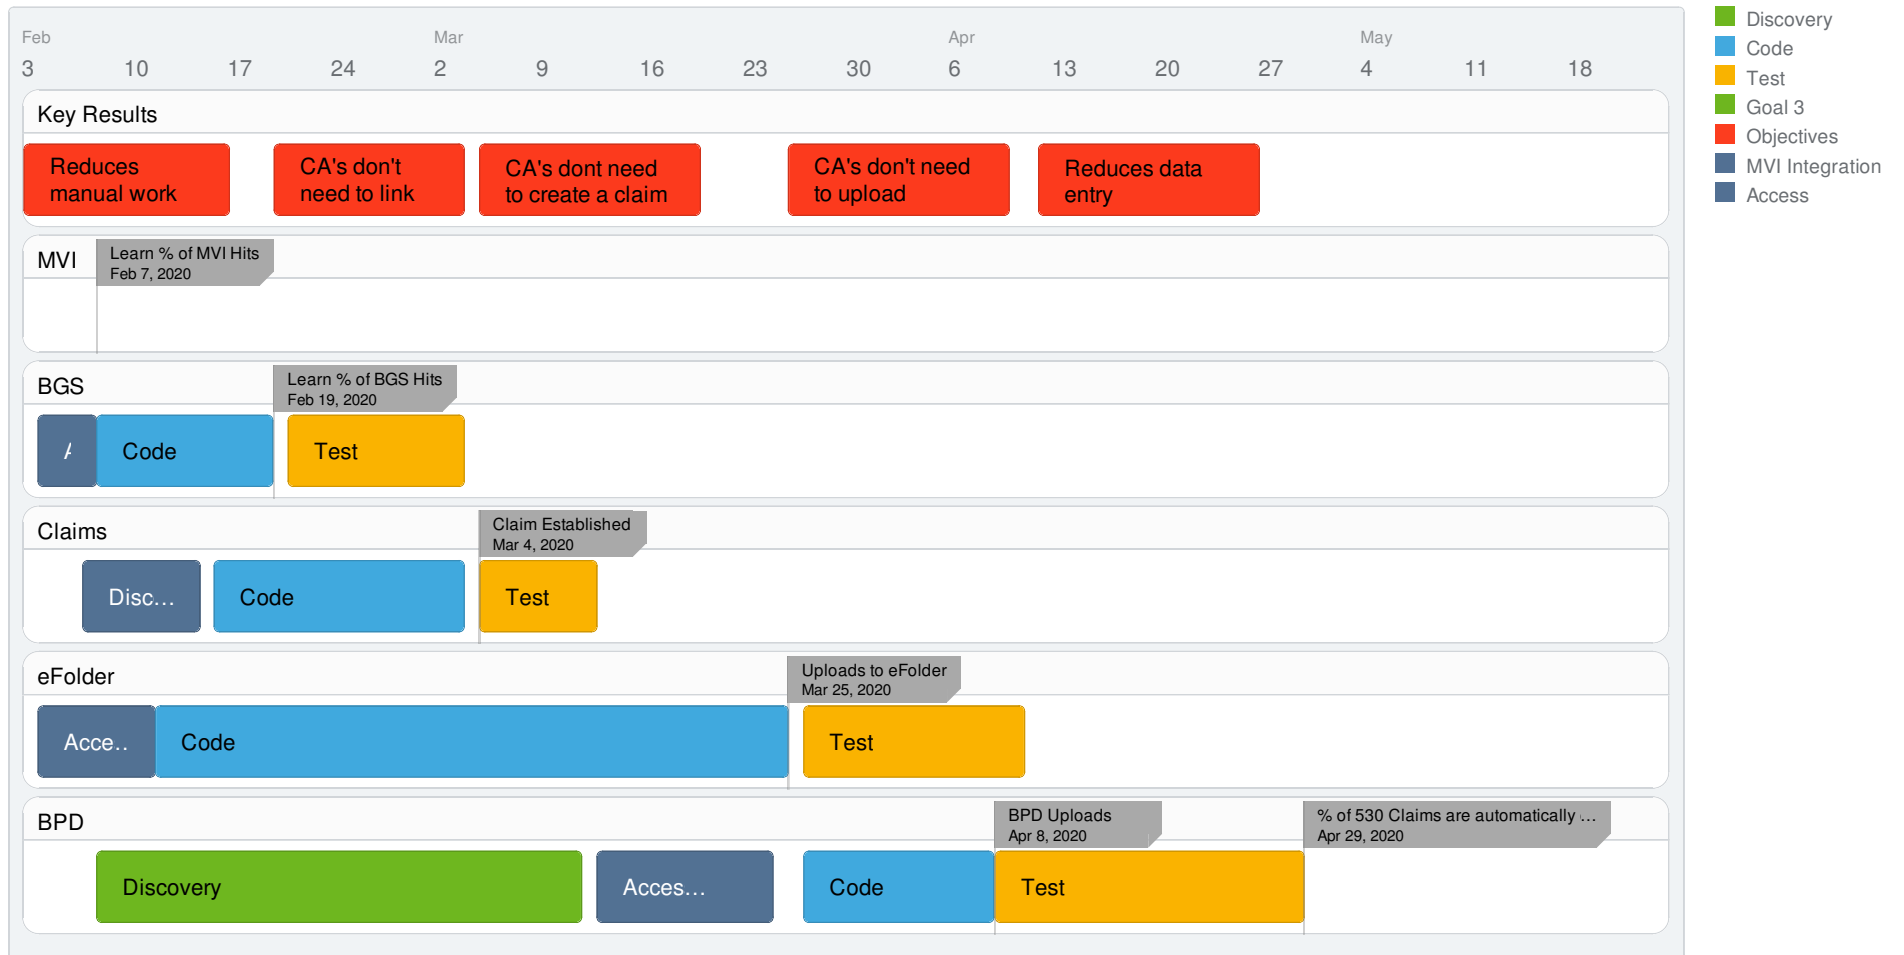 Feb Mar Apr May
3 10 17 24 2 9 16 23 30 6 13 20 27 4 11 18
Discovery
Code
Test
Goal 3
Objectives
MVI Integration
Access
Key Results
Reduces
manual work
CA's don't
need to link
CA's dont need
to create a claim
CA's don't need
to upload
Reduces data
entry
MVI
Learn % of MVI Hits
Feb 7, 2020
BGS
Learn % of BGS Hits
Feb 19, 2020
Code
Test
Claims
Claim Established
Mar 4, 2020
Disc…
Code
Test
eFolder
Uploads to eFolder
Mar 25, 2020
Acce..
Code
Test
BPD
BPD Uploads
Apr 8, 2020
% of 530 Claims are automatically …
Apr 29, 2020
Discovery
Acces…
Code
Test